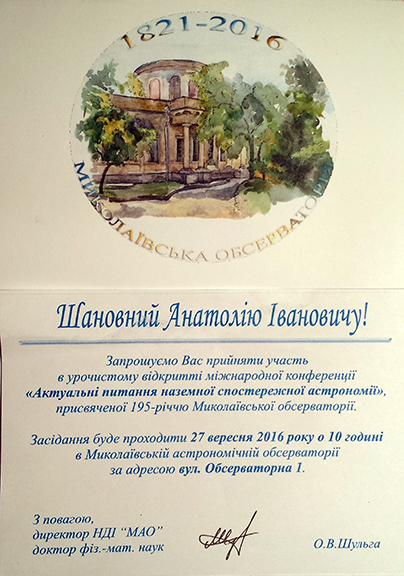 1821-2016
МИКОЛАЇВСЬКА ОБСЕРВАТОРІЯ
Шановний Анатолію Івановичу!
Запрошуємо Вас прийняти участь
в урочистому відкритті міжнародної конференції
«Актуальні питання наземної спостережної астрономії»,
присвяченої 195-річчю Миколаївської обсерваторії.
Засідання буде проходити 27 вересня 2016 року о 10 годині
в Миколаївській астрономічній обсерваторії
за адресою вул. Обсерваторна 1.
З повагою,
директор НДІ “МАО”
доктор фіз.-мат. наук
О.В.Шульга